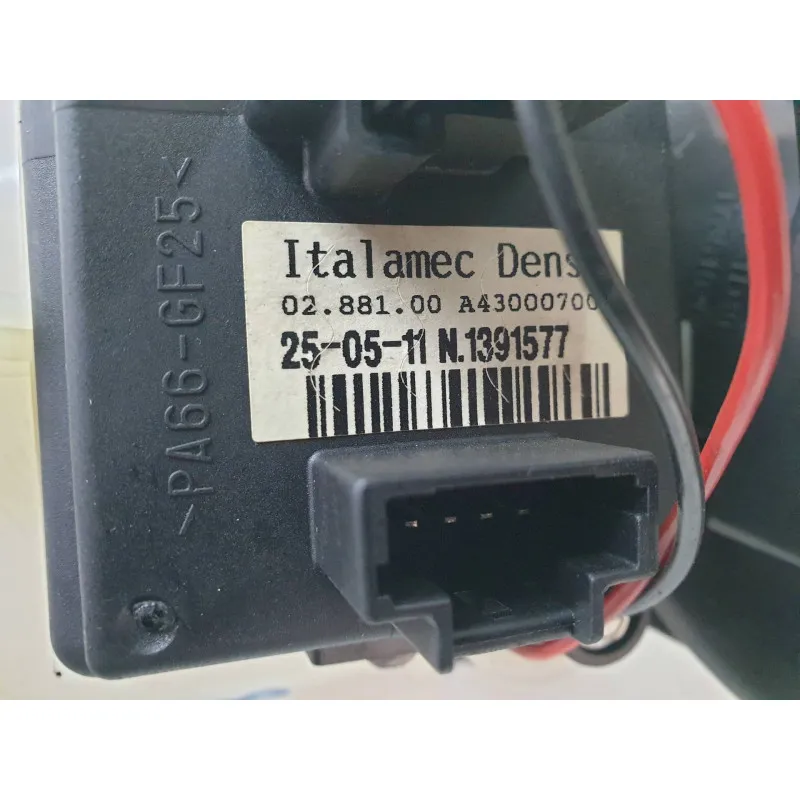 >PA66-GF25<
Italamec Dens
02.881.00 A43000700
25-05-11 N.1391577